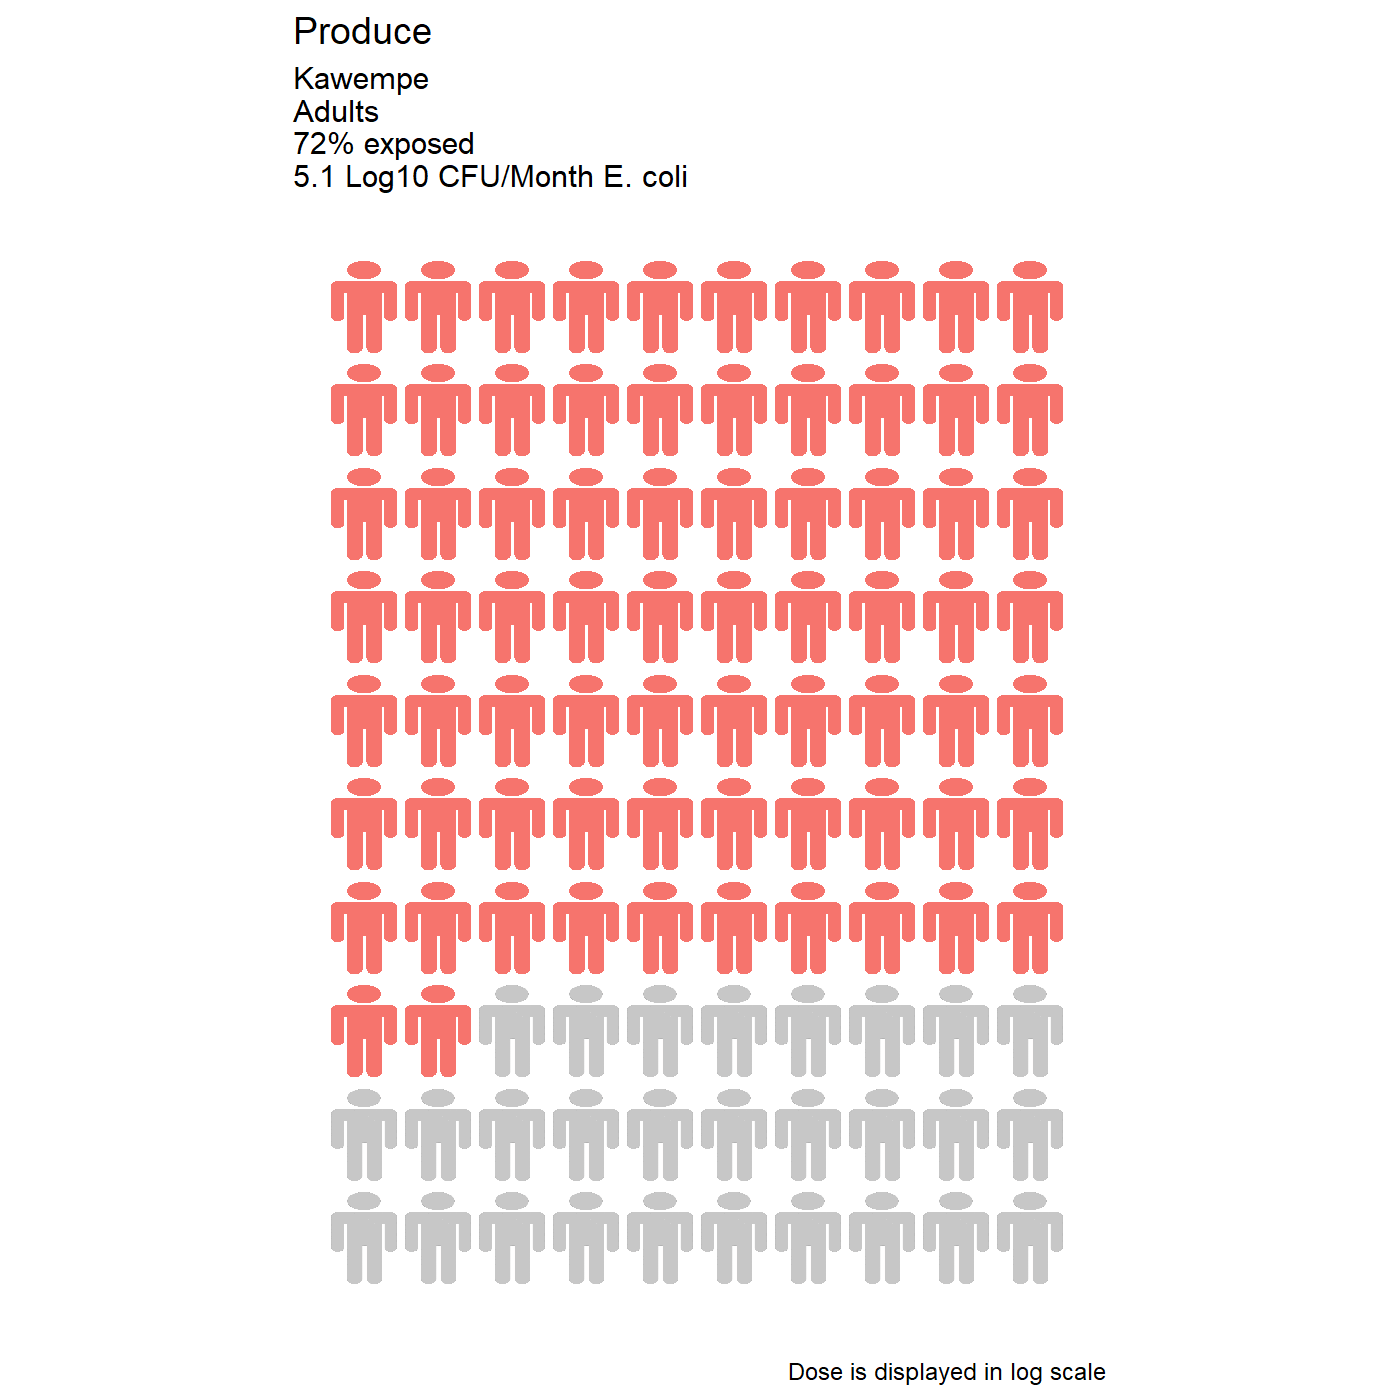 Produce
Kawempe
Adults
72% exposed
5.1 Log10 CFU/Month E. coli
Dose is displayed in log scale